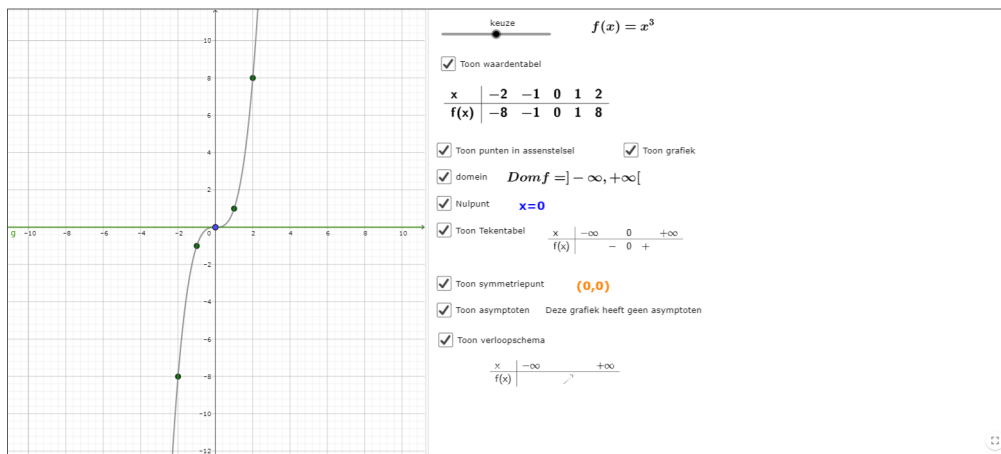 keuze
f(x) = x³
Toon waardentabel
x −2 −1 0 1 2
f(x) −8 −1 0 1 8
Toon punten in assenstelsel
Toon grafiek
domein
Domf =]−∞,+∞[
Nulpunt
x=0
Toon Tekentabel
x −∞ 0 +∞
f(x) − 0 +
Toon symmetriepunt
(0,0)
Toon asymptoten
Deze grafiek heeft geen asymptoten
Toon verloopschema
x −∞ +∞
f(x) ↗
10
8
6
4
2
g −10 −8 −6 −4 −2 0 2 4 6 8 10
−2
−4
−6
−8
−10
−12